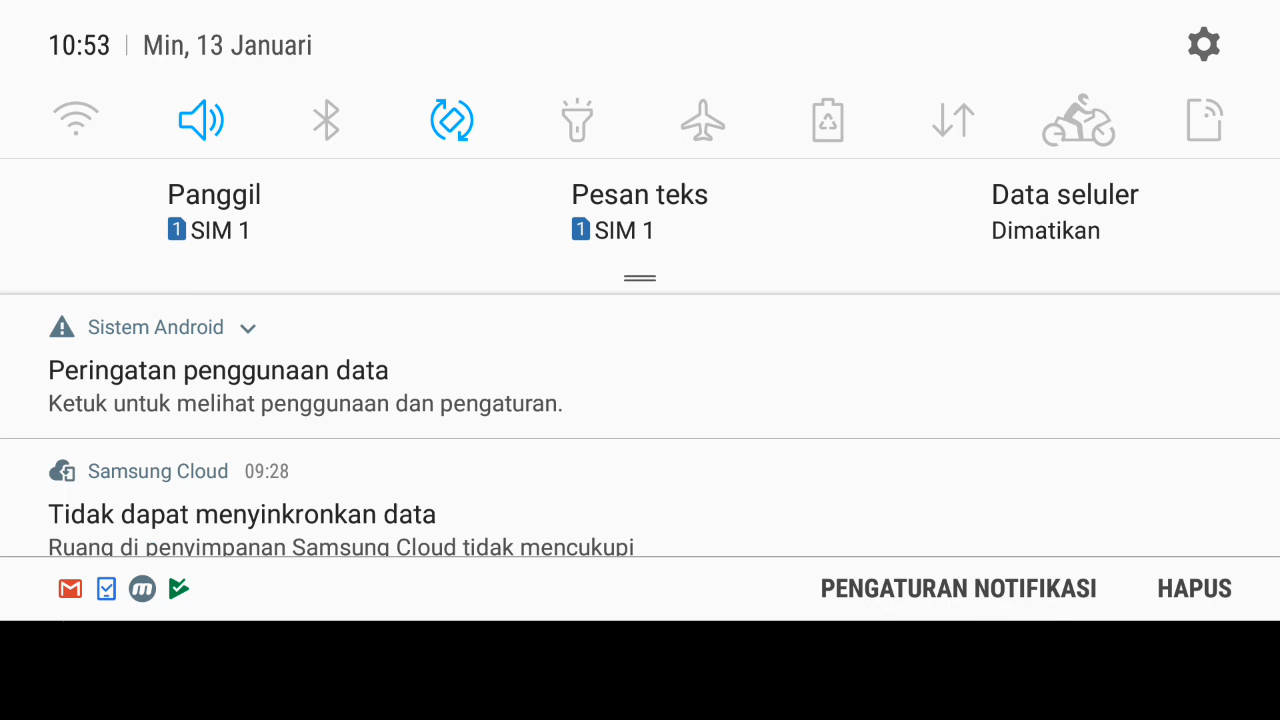 10:53 | Min, 13 Januari
Panggil
1 SIM 1
Pesan teks
1 SIM 1
Data seluler
Dimatikan
Sistem Android
Peringatan penggunaan data
Ketuk untuk melihat penggunaan dan pengaturan.
Samsung Cloud 09:28
Tidak dapat menyinkronkan data
Ruang di penyimpanan Samsung Cloud tidak mencukupi
PENGATURAN NOTIFIKASI HAPUS